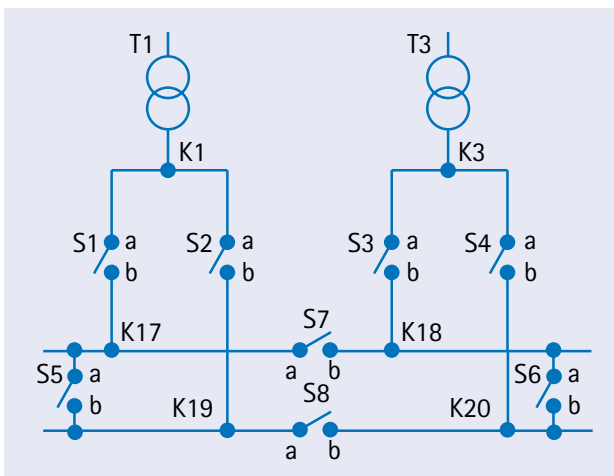 T1 T3
K1 K3
S1 a S2 a S3 a S4 a
b b b b
S7
K17 K18
a b
S5 a S8 S6 a
b K19 K20 b
a b